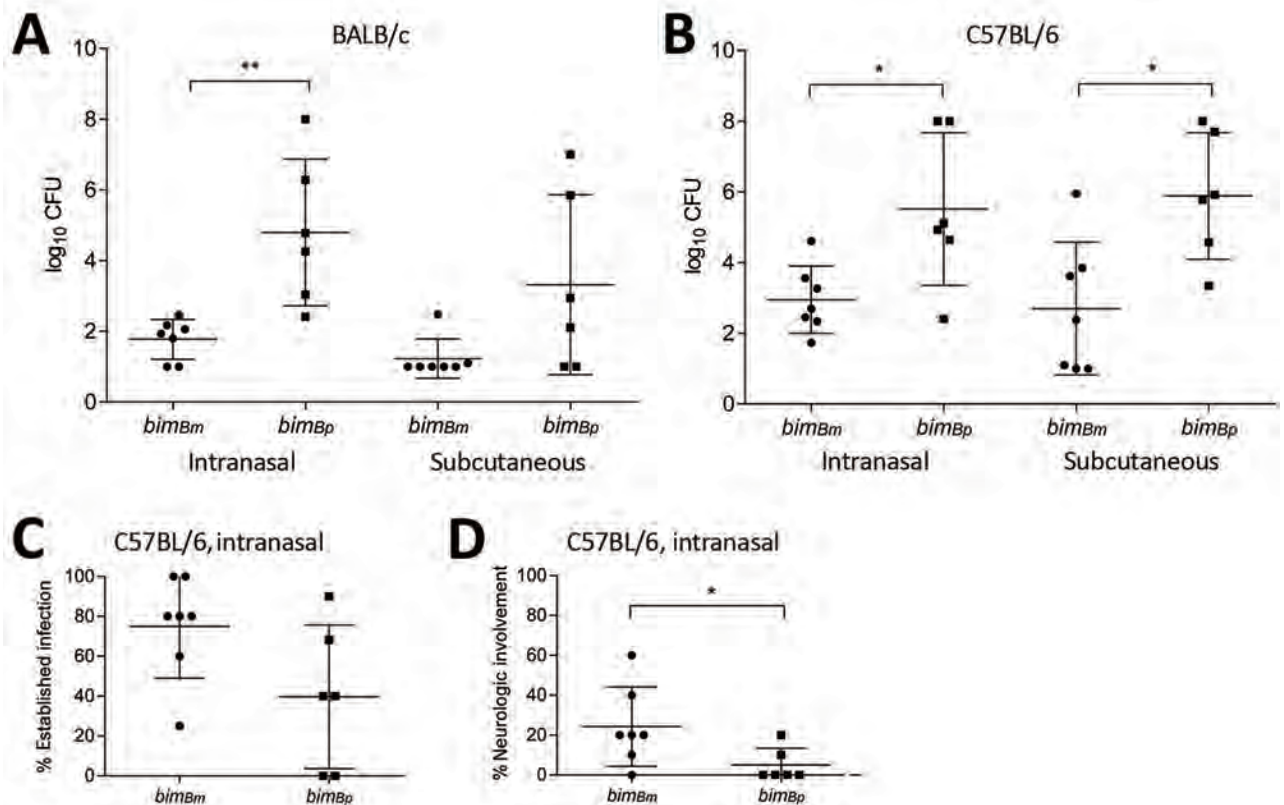 A
BALB/c
10
8
6
4
2
0
log10 CFU
**
bimBm
bimBp
bimBm
bimBp
Intranasal
Subcutaneous
B
C57BL/6
10
8
6
4
2
0
log10 CFU
*
*
bimBm
bimBp
bimBm
bimBp
Intranasal
Subcutaneous
C
C57BL/6, intranasal
100
80
60
40
20
0
% Established infection
bimBm
bimBp
D
C57BL/6, intranasal
100
80
60
40
20
0
% Neurologic involvement
*
bimBm
bimBp